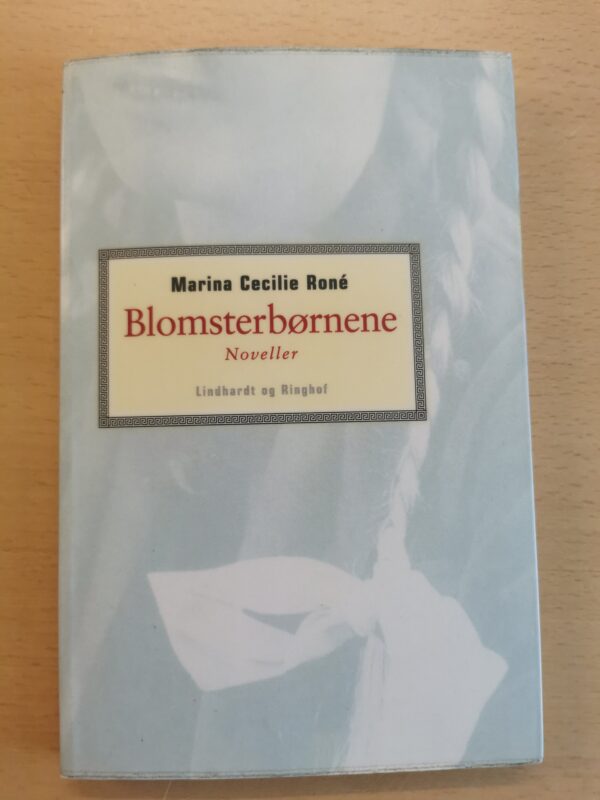 Marina Cecilie Roné
Blomsterbørnene
Noveller
Lindhardt og Ringhof